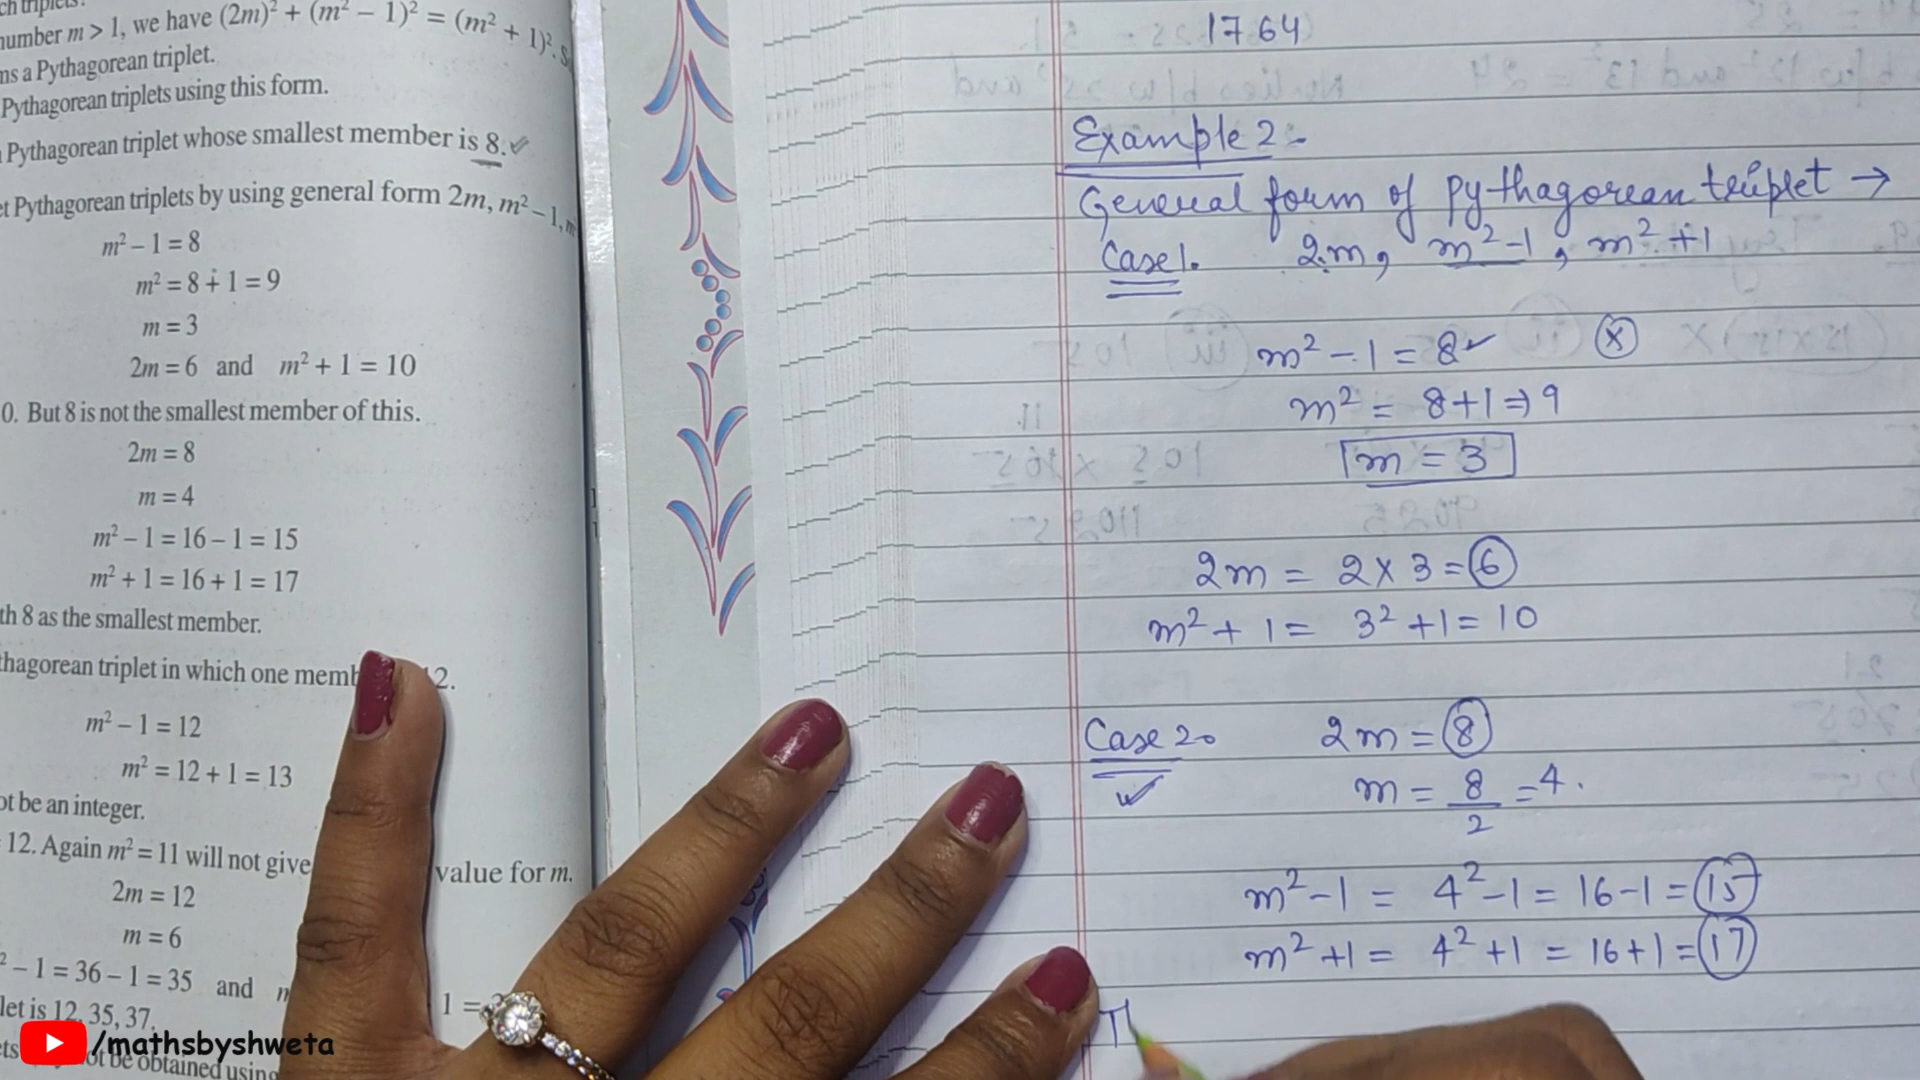 number m > 1, we have (2m)² + (m² – 1)² = (m² + 1)².
a Pythagorean triplet.
Pythagorean triplets using this form.
Pythagorean triplet whose smallest member is 8.
Pythagorean triplets by using general form 2m, m² – 1,
m² – 1 = 8
m² = 8 + 1 = 9
m = 3
2m = 6 and m² + 1 = 10
0. But 8 is not the smallest member of this.
2m = 8
m = 4
m² – 1 = 16 – 1 = 15
m² + 1 = 16 + 1 = 17
8 as the smallest member.
triplet in which one 2.
m² – 1 = 12
m² = 12 + 1 = 13
be an integer.
12. Again m² = 11 will not give value for m.
2m = 12
m = 6
– 1 = 36 – 1 = 35 and
is 12, 35, 37.
be obtained using
/mathsbyshweta
1764
Example 2:-
General form of Pythagorean triplet →
Case 1. 2m, m²-1, m²+1
m² - 1 = 8 ✓ ⓧ
m² = 8+1 ⇒ 9
m = 3
2m = 2 x 3 = 6
m² + 1 = 3² + 1 = 10
Case 2. 2m = 8
m = 8/2 = 4.
m² - 1 = 4² - 1 = 16 - 1 = 15
m² + 1 = 4² + 1 = 16 + 1 = 17